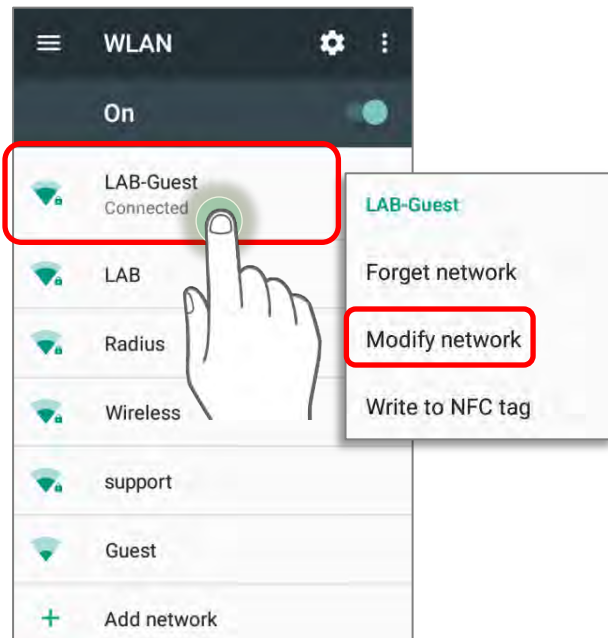 WLAN
On
LAB-Guest
Connected
LAB
Radius
Wireless
support
Guest
Add network
LAB-Guest
Forget network
Modify network
Write to NFC tag